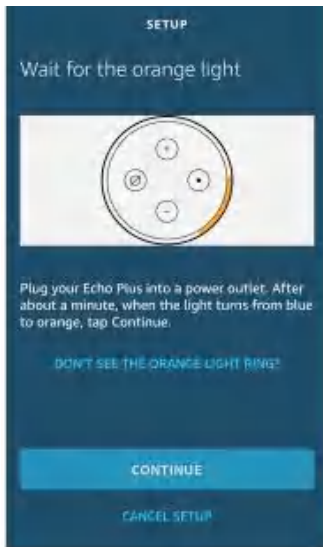 SETUP
Wait for the orange light
Plug your Echo Plus into a power outlet. After
about a minute, when the light turns from blue
to orange, tap Continue.
DON'T SEE THE ORANGE LIGHT RING?
CONTINUE
CANCEL SETUP